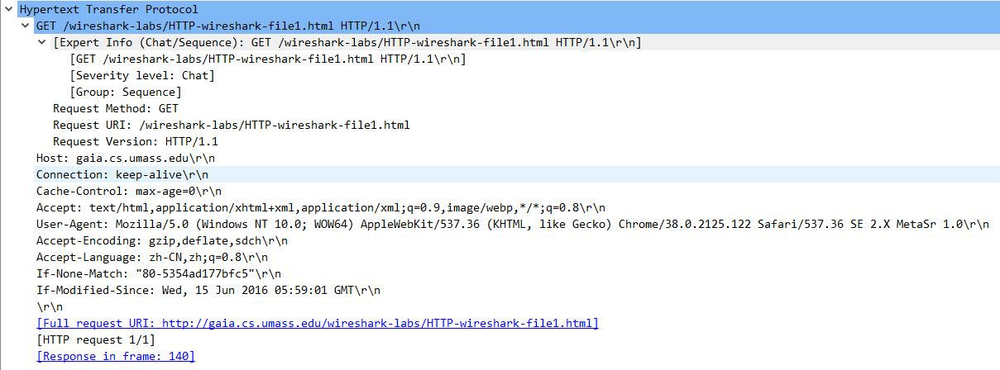 Hypertext Transfer Protocol
GET /wireshark-labs/HTTP-wireshark-file1.html HTTP/1.1\r\n
[Expert Info (Chat/Sequence): GET /wireshark-labs/HTTP-wireshark-file1.html HTTP/1.1\r\n]
[GET /wireshark-labs/HTTP-wireshark-file1.html HTTP/1.1\r\n]
[Severity level: Chat]
[Group: Sequence]
Request Method: GET
Request URI: /wireshark-labs/HTTP-wireshark-file1.html
Request Version: HTTP/1.1
Host: gaia.cs.umass.edu\r\n
Connection: keep-alive\r\n
Cache-Control: max-age=0\r\n
Accept: text/html,application/xhtml+xml,application/xml;q=0.9,image/webp,*/*;q=0.8\r\n
User-Agent: Mozilla/5.0 (Windows NT 10.0; WOW64) AppleWebKit/537.36 (KHTML, like Gecko) Chrome/38.0.2125.122 Safari/537.36 SE 2.X MetaSr 1.0\r\n
Accept-Encoding: gzip,deflate,sdch\r\n
Accept-Language: zh-CN,zh;q=0.8\r\n
If-None-Match: "80-5354ad177bfc5"\r\n
If-Modified-Since: Wed, 15 Jun 2016 05:59:01 GMT\r\n
\r\n
[Full request URI: http://gaia.cs.umass.edu/wireshark-labs/HTTP-wireshark-file1.html]
[HTTP request 1/1]
[Response in frame: 140]